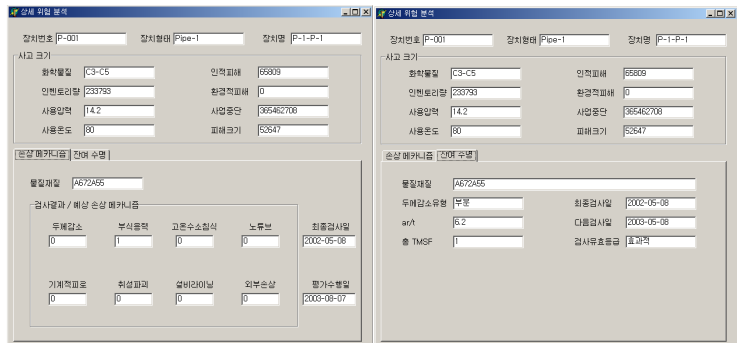 상세 위험 분석
장치번호 P-001 장치형태 Pipe-1 장치명 P-1-P-1
사고 크기
화학물질 C3-C5 인적피해 65809
인벤토리량 233793 환경적피해 0
사용압력 14.2 사업중단 365462708
사용온도 80 피해크기 52647
손상 메카니즘 잔여 수명
물질재질 A672A55
검사결과 / 예상 손상 메카니즘
두께감소 부식응력 고온수소침식 노튜브 최종검사일
0 1 0 0 2002-05-08
기계적피로 취성파괴 설비라이닝 외부손상 평가수행일
0 0 0 0 2003-08-07
상세 위험 분석
장치번호 P-001 장치형태 Pipe-1 장치명 P-1-P-1
사고 크기
화학물질 C3-C5 인적피해 65809
인벤토리량 233793 환경적피해 0
사용압력 14.2 사업중단 365462708
사용온도 80 피해크기 52647
손상 메카니즘 잔여 수명
물질재질 A672A55
두께감소유형 부분 최종검사일 2002-05-08
ar/t 6.2 다음검사일 2003-05-08
총 TMSF 1 검사유효등급 효과적